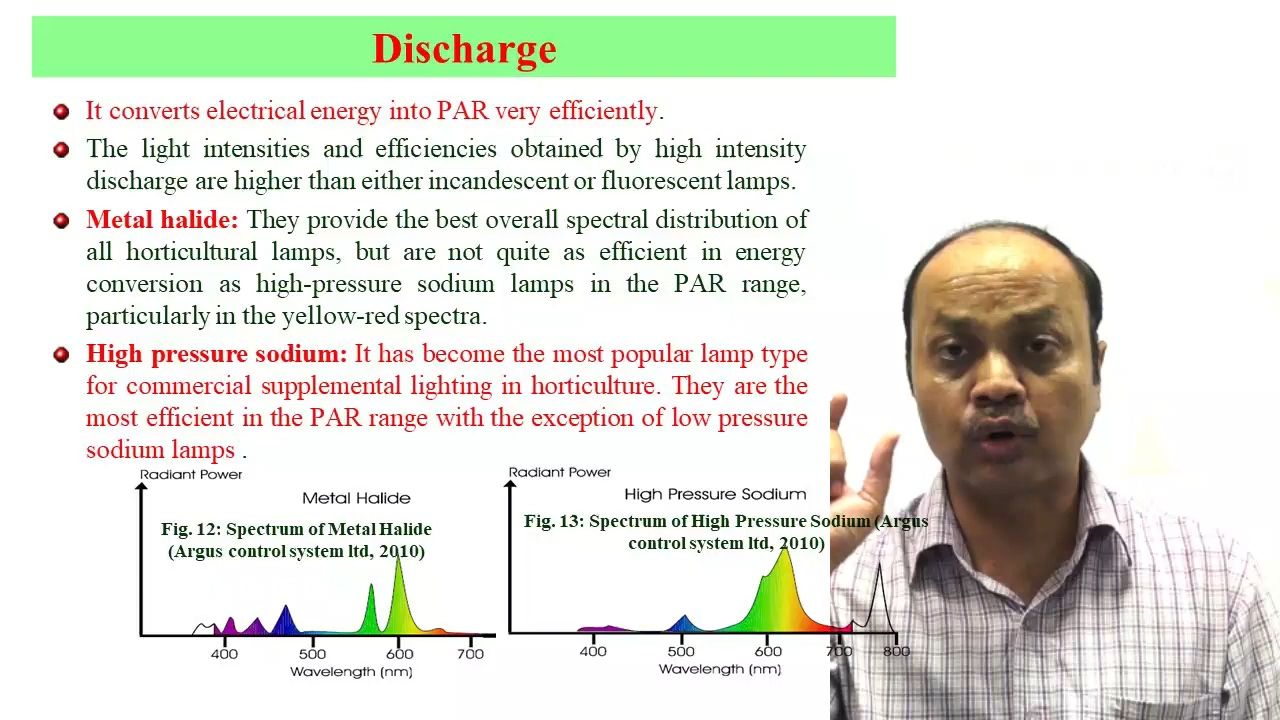 Discharge
It converts electrical energy into PAR very efficiently.
The light intensities and efficiencies obtained by high intensity
discharge are higher than either incandescent or fluorescent lamps.
Metal halide: They provide the best overall spectral distribution of
all horticultural lamps, but are not quite as efficient in energy
conversion as high-pressure sodium lamps in the PAR range,
particularly in the yellow-red spectra.
High pressure sodium: It has become the most popular lamp type
for commercial supplemental lighting in horticulture. They are the
most efficient in the PAR range with the exception of low pressure
sodium lamps .
Radiant Power
Metal Halide
Fig. 12: Spectrum of Metal Halide
(Argus control system ltd, 2010)
400 500 600 700
Wavelength (nm)
Radiant Power
High Pressure Sodium
Fig. 13: Spectrum of High Pressure Sodium (Argus
control system ltd, 2010)
400 500 600 700 800
Wavelength (nm)